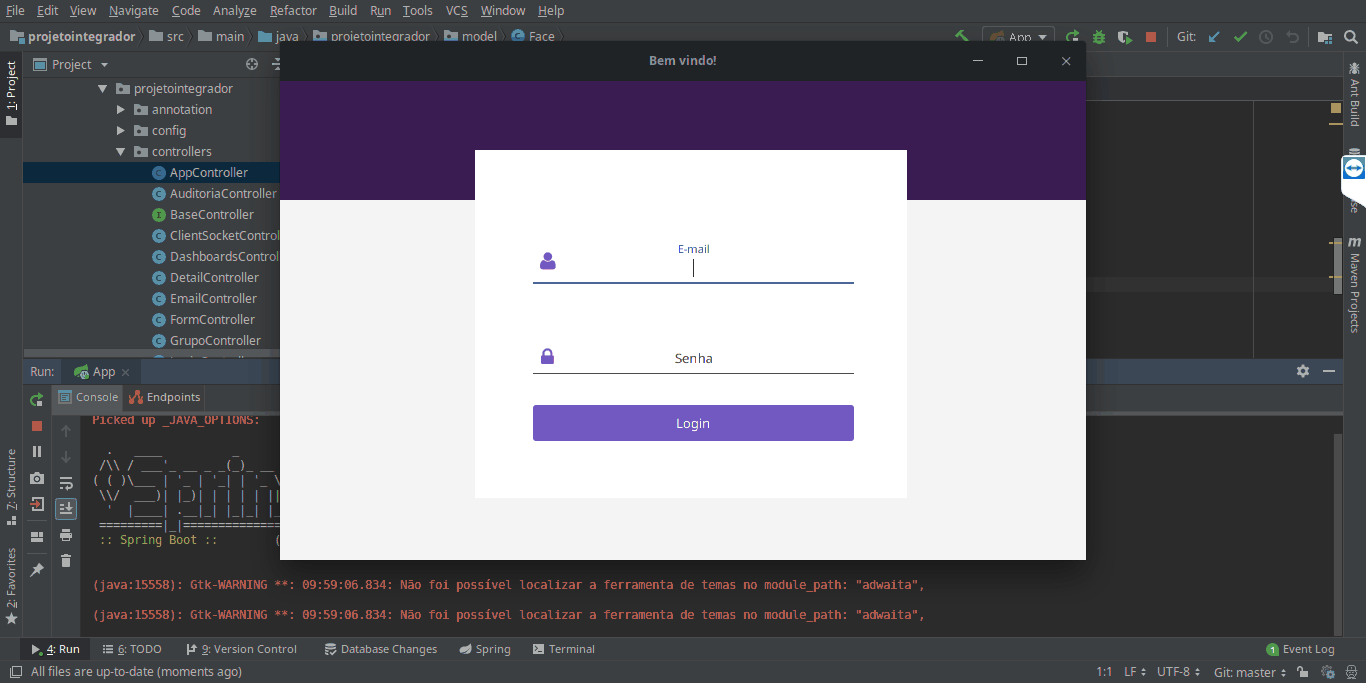 File Edit View Navigate Code Analyze Refactor Build Run Tools VCS Window Help
projetointegrador src main java projetointegrador model Face
App
Git:
Bem vindo!
1: Project
Project
projetointegrador
annotation
config
controllers
AppController
AuditoriaController
BaseController
ClientSocketControl
DashboardsControl
DetailController
EmailController
FormController
GrupoController
E-mail
Senha
Login
Ant Build
Maven Projects
Run: App
Console Endpoints
Picked up _JAVA_OPTIONS:
:: Spring Boot :: (
(java:15558): Gtk-WARNING **: 09:59:06.834: Não foi possível localizar a ferramenta de temas no module_path: "adwaita",
(java:15558): Gtk-WARNING **: 09:59:06.834: Não foi possível localizar a ferramenta de temas no module_path: "adwaita",
7: Structure
2: Favorites
4: Run 6: TODO 9: Version Control Database Changes Spring Terminal 1 Event Log
All files are up-to-date (moments ago) 1:1 LF UTF-8 Git: master